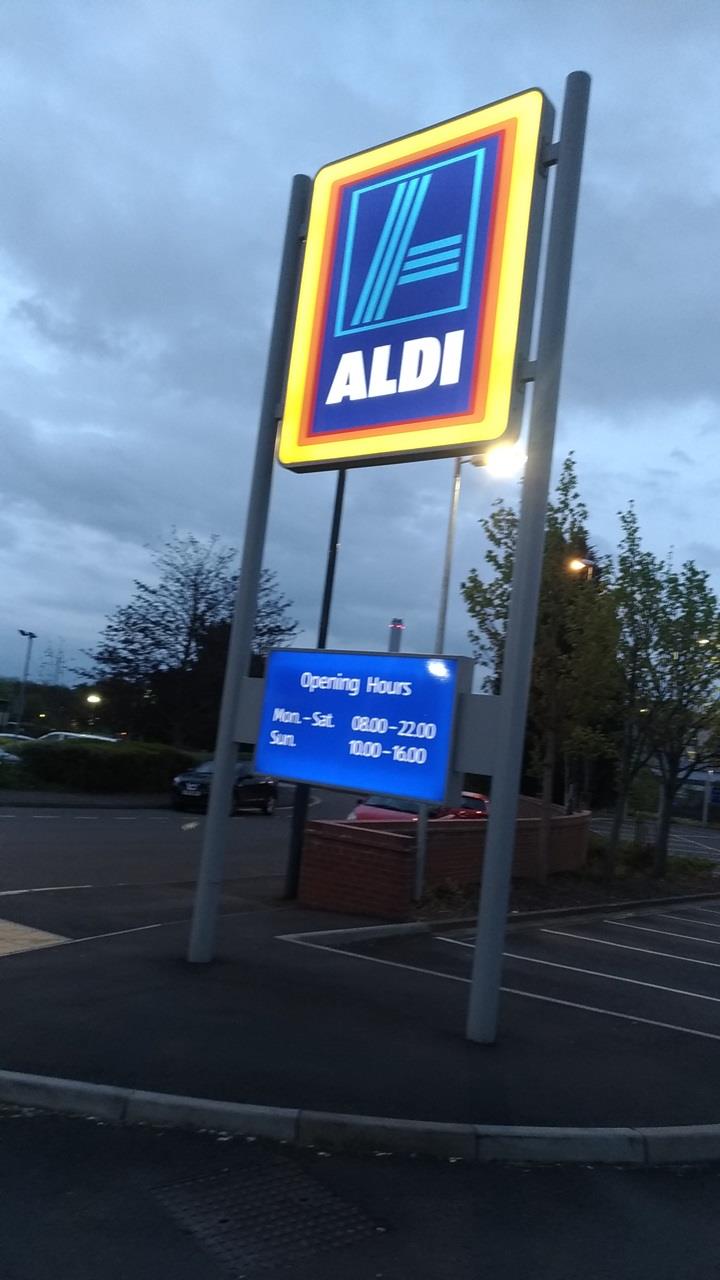 ALDI
Opening Hours
Mon.-Sat. 08.00-22.00
Sun. 10.00-16.00